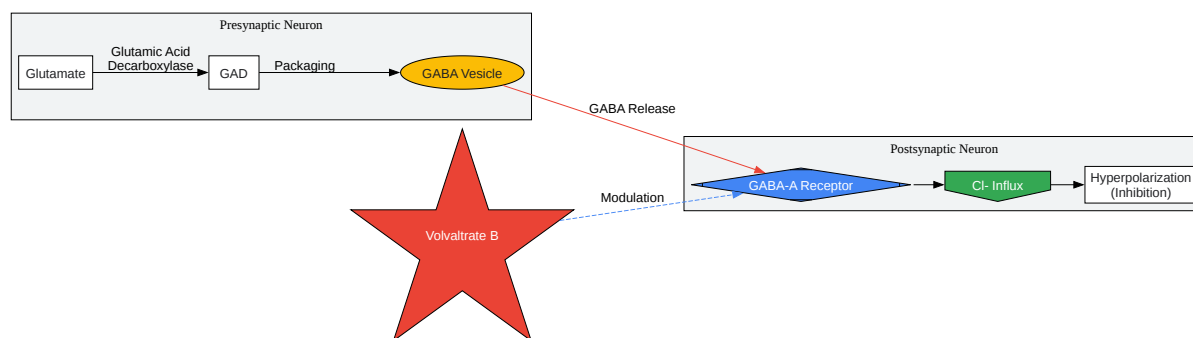 Presynaptic Neuron
Glutamate
Glutamic Acid
Decarboxylase
GAD
Packaging
GABA Vesicle
GABA Release
Postsynaptic Neuron
GABA-A Receptor
Cl- Influx
Hyperpolarization
(Inhibition)
Modulation
Volvaltrate B